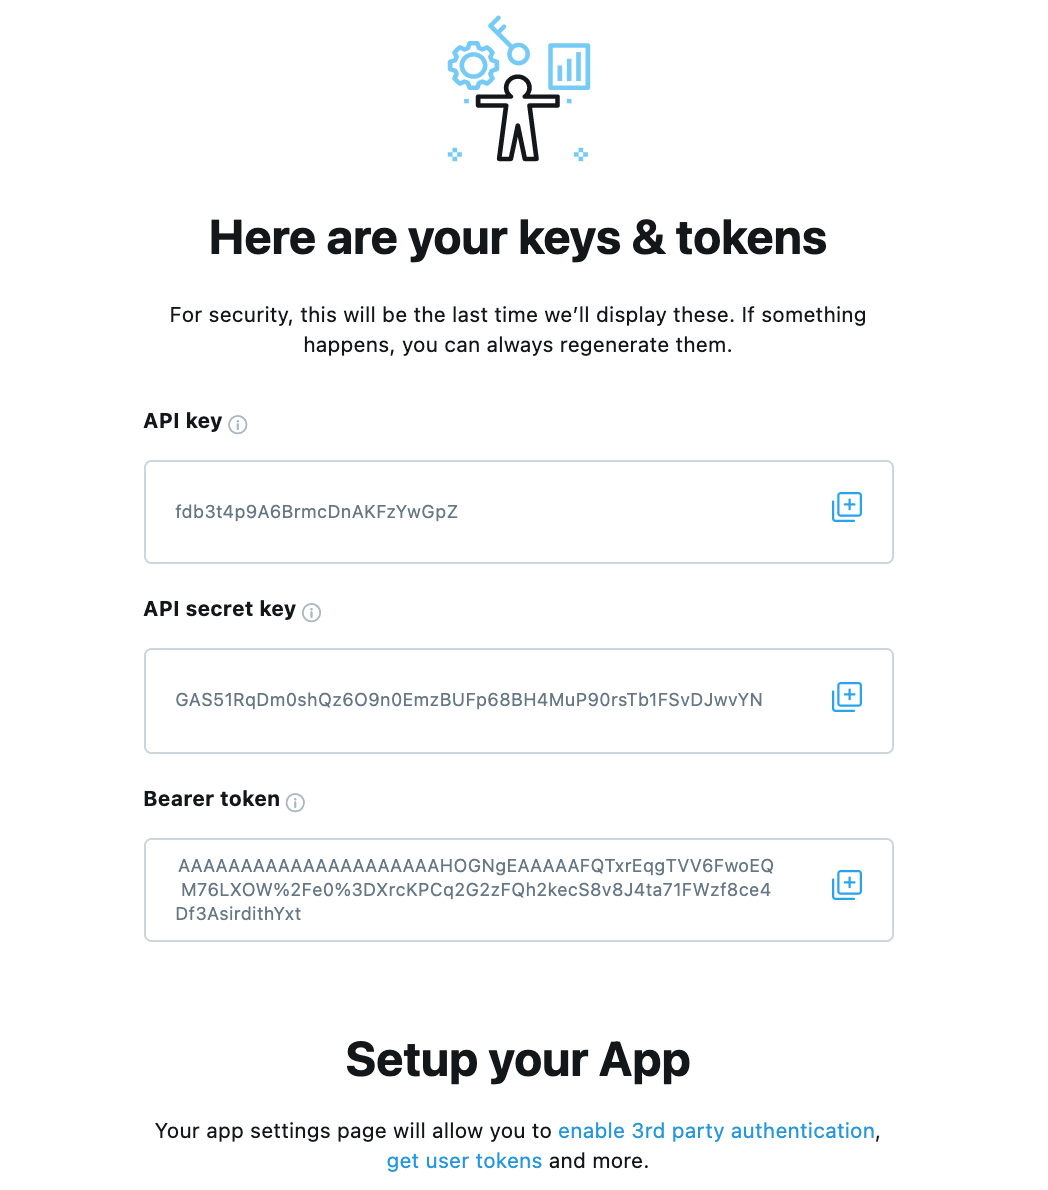 Here are your keys & tokens
For security, this will be the last time we’ll display these. If something
happens, you can always regenerate them.
API key
fdb3t4p9A6BrmcDnAKFzYwGpZ
API secret key
GAS51RqDm0shQz6O9n0EmzBUFp68BH4MuP90rsTb1FSvDJwvYN
Bearer token
AAAAAAAAAAAAAAAAAAAAAHOGNgEAAAAAFQTxrEqgTVV6FwoEQ
M76LXOW%2Fe0%3DXrcKPCq2G2zFQh2kecS8v8J4ta71FWzf8ce4
Df3AsirdithYxt
Setup your App
Your app settings page will allow you to enable 3rd party authentication,
get user tokens and more.